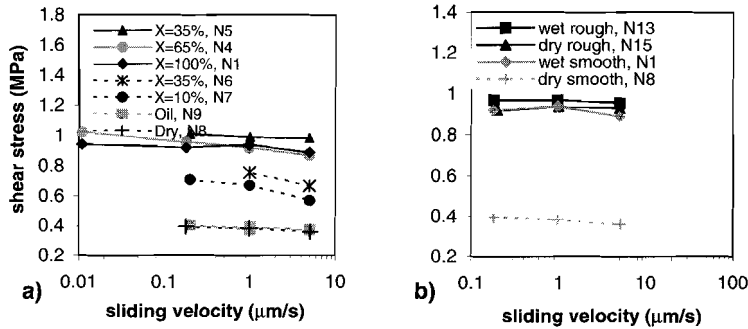 1.8
1.6
1.4
1.2
1
0.8
0.6
0.4
0.2
shear stress (MPa)
X=35%, N5
X=65%, N4
X=100%, N1
X=35%, N6
X=10%, N7
Oil, N9
Dry, N8
0.01
0.1
1
10
sliding velocity (μm/s)
a)
1.4
1.2
1
0.8
0.6
0.4
0.2
wet rough, N13
dry rough, N15
wet smooth, N1
dry smooth, N8
0.1
1
10
100
sliding velocity (μm/s)
b)